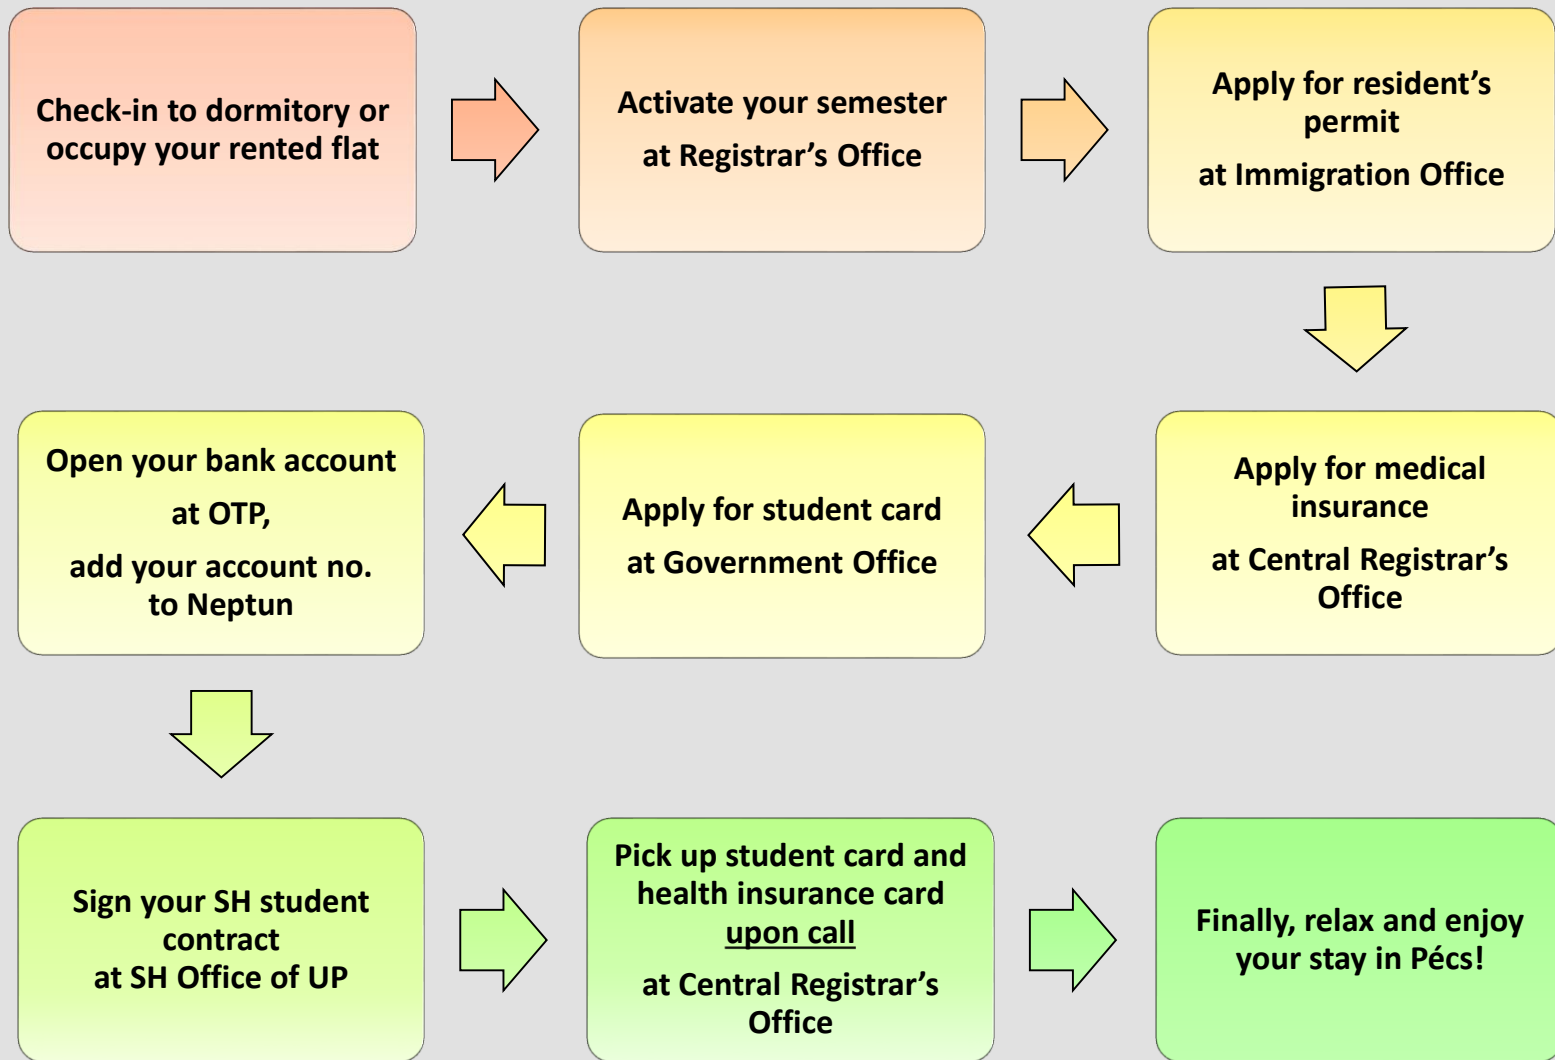 Check-in to dormitory or
occupy your rented flat
Activate your semester
at Registrar’s Office
Apply for resident’s
permit
at Immigration Office
Apply for medical
insurance
at Central Registrar’s
Office
Apply for student card
at Government Office
Open your bank account
at OTP,
add your account no.
to Neptun
Sign your SH student
contract
at SH Office of UP
Pick up student card and
health insurance card
upon call
at Central Registrar’s
Office
Finally, relax and enjoy
your stay in Pécs!